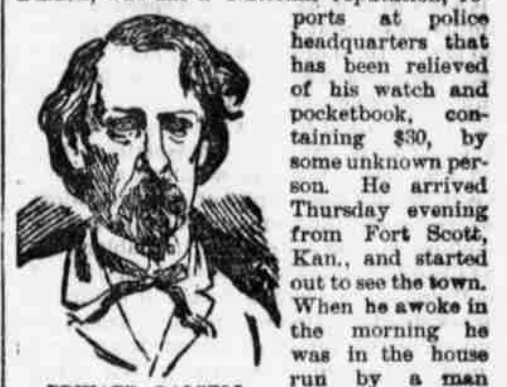 ports at police
headquarters that
has been relieved
of his watch and
pocketbook, con-
taining $30, by
some unknown per-
son. He arrived
Thursday evening
from Fort Scott,
Kan., and started
out to see the town.
When he awoke in
the morning he
was in the house
run by a man